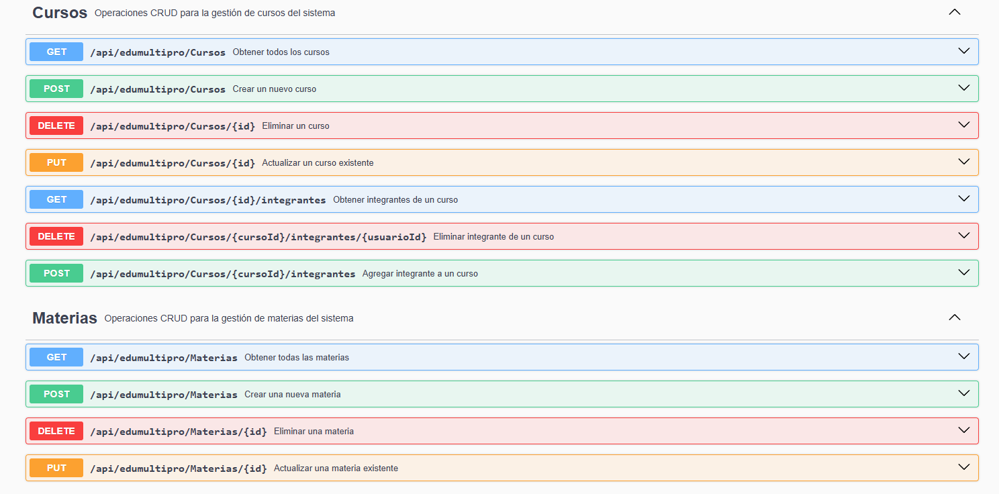 Cursos Operaciones CRUD para la gestión de cursos del sistema
GET /api/edumultipro/Cursos Obtener todos los cursos
POST /api/edumultipro/Cursos Crear un nuevo curso
DELETE /api/edumultipro/Cursos/{id} Eliminar un curso
PUT /api/edumultipro/Cursos/{id} Actualizar un curso existente
GET /api/edumultipro/Cursos/{id}/integrantes Obtener integrantes de un curso
DELETE /api/edumultipro/Cursos/{cursoId}/integrantes/{usuarioId} Eliminar integrante de un curso
POST /api/edumultipro/Cursos/{cursoId}/integrantes Agregar integrante a un curso
Materias Operaciones CRUD para la gestión de materias del sistema
GET /api/edumultipro/Materias Obtener todas las materias
POST /api/edumultipro/Materias Crear una nueva materia
DELETE /api/edumultipro/Materias/{id} Eliminar una materia
PUT /api/edumultipro/Materias/{id} Actualizar una materia existente